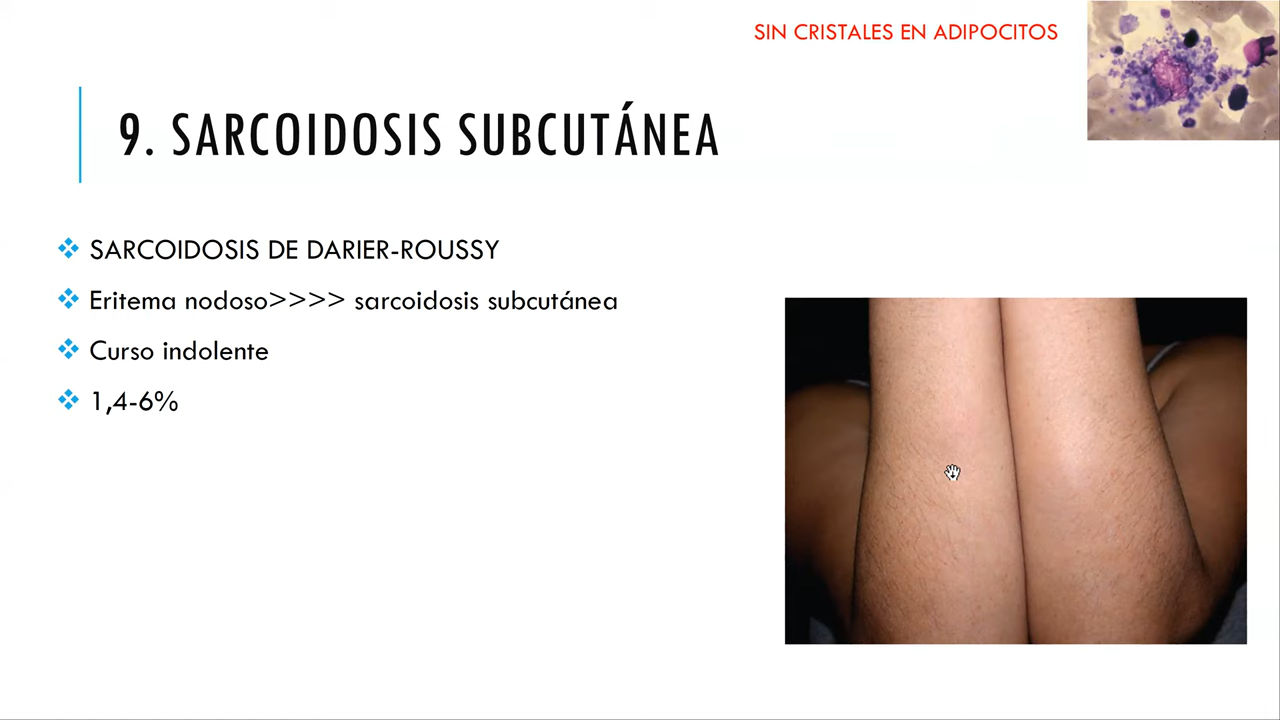 SIN CRISTALES EN ADIPOCITOS
9. SARCOIDOSIS SUBCUTÁNEA
SARCOIDOSIS DE DARIER-ROUSSY
Eritema nodoso>>>> sarcoidosis subcutánea
Curso indolente
1,4-6%